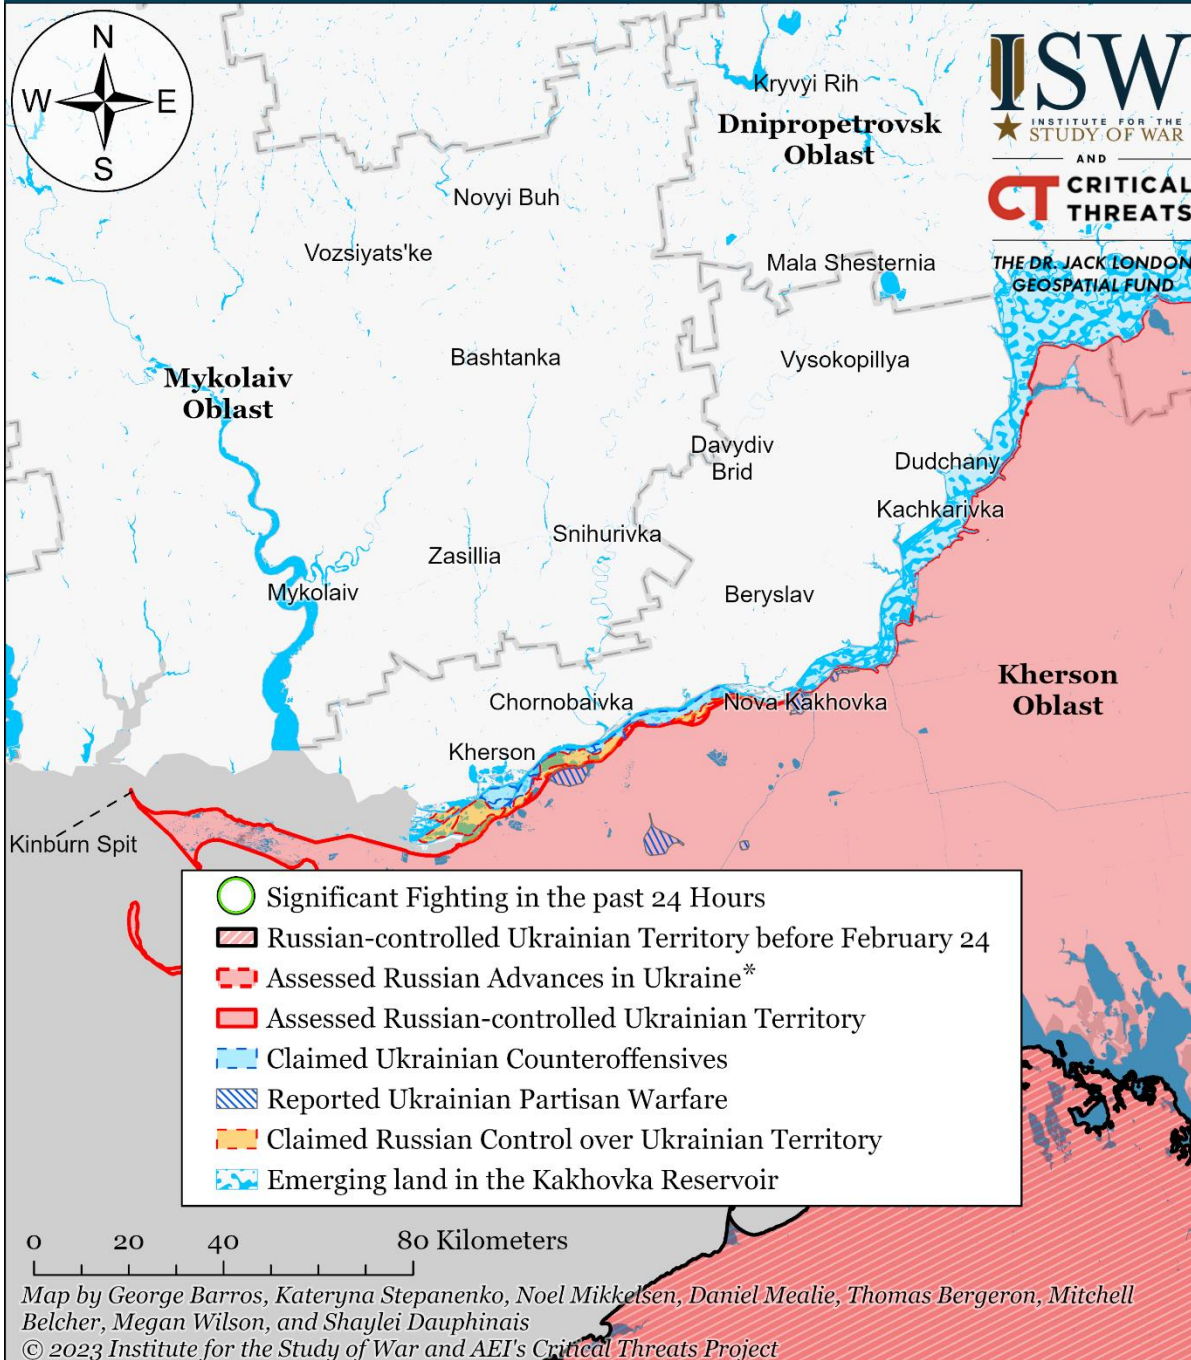 N
W
E
S
ISW
INSTITUTE FOR THE
STUDY OF WAR
AND
CT CRITICAL
THREATS
THE DR. JACK LONDON
GEOSPATIAL FUND
Kryvyi Rih
Dnipropetrovsk
Oblast
Novyi Buh
Vozsiyats'ke
Mala Shesternia
Bashtanka
Vysokopillya
Mykolaiv
Oblast
Davydiv
Brid
Dudchany
Kachkarivka
Snihurivka
Zasillia
Mykolaiv
Beryslav
Kherson
Oblast
Chornobaivka
Nova Kakhovka
Kherson
Kinburn Spit
Significant Fighting in the past 24 Hours
Russian-controlled Ukrainian Territory before February 24
Assessed Russian Advances in Ukraine*
Assessed Russian-controlled Ukrainian Territory
Claimed Ukrainian Counteroffensives
Reported Ukrainian Partisan Warfare
Claimed Russian Control over Ukrainian Territory
Emerging land in the Kakhovka Reservoir
0 20 40 80 Kilometers
Map by George Barros, Kateryna Stepanenko, Noel Mikkelsen, Daniel Mealie, Thomas Bergeron, Mitchell
Belcher, Megan Wilson, and Shaylei Dauphinais
© 2023 Institute for the Study of War and AEI's Critical Threats Project